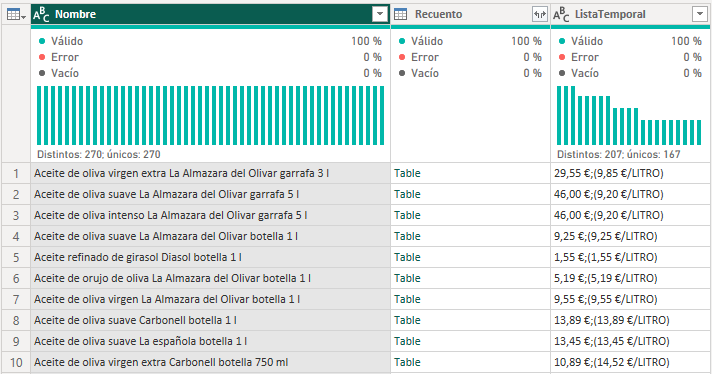 Nombre Recuento ListaTemporal
Válido 100 % Válido 100 % Válido 100 %
Error 0 % Error 0 % Error 0 %
Vacío 0 % Vacío 0 % Vacío 0 %
Distintos: 270; únicos: 270 Distintos: 207; únicos: 167
1 Aceite de oliva virgen extra La Almazara del Olivar garrafa 3 l Table 29,55 €;(9,85 €/LITRO)
2 Aceite de oliva suave La Almazara del Olivar garrafa 5 l Table 46,00 €;(9,20 €/LITRO)
3 Aceite de oliva intenso La Almazara del Olivar garrafa 5 l Table 46,00 €;(9,20 €/LITRO)
4 Aceite de oliva suave La Almazara del Olivar botella 1 l Table 9,25 €;(9,25 €/LITRO)
5 Aceite refinado de girasol Diasol botella 1 l Table 1,55 €;(1,55 €/LITRO)
6 Aceite de orujo de oliva La Almazara del Olivar botella 1 l Table 5,19 €;(5,19 €/LITRO)
7 Aceite de oliva virgen La Almazara del Olivar botella 1 l Table 9,55 €;(9,55 €/LITRO)
8 Aceite de oliva suave Carbonell botella 1 l Table 13,89 €;(13,89 €/LITRO)
9 Aceite de oliva suave La española botella 1 l Table 13,45 €;(13,45 €/LITRO)
10 Aceite de oliva virgen extra Carbonell botella 750 ml Table 10,89 €;(14,52 €/LITRO)